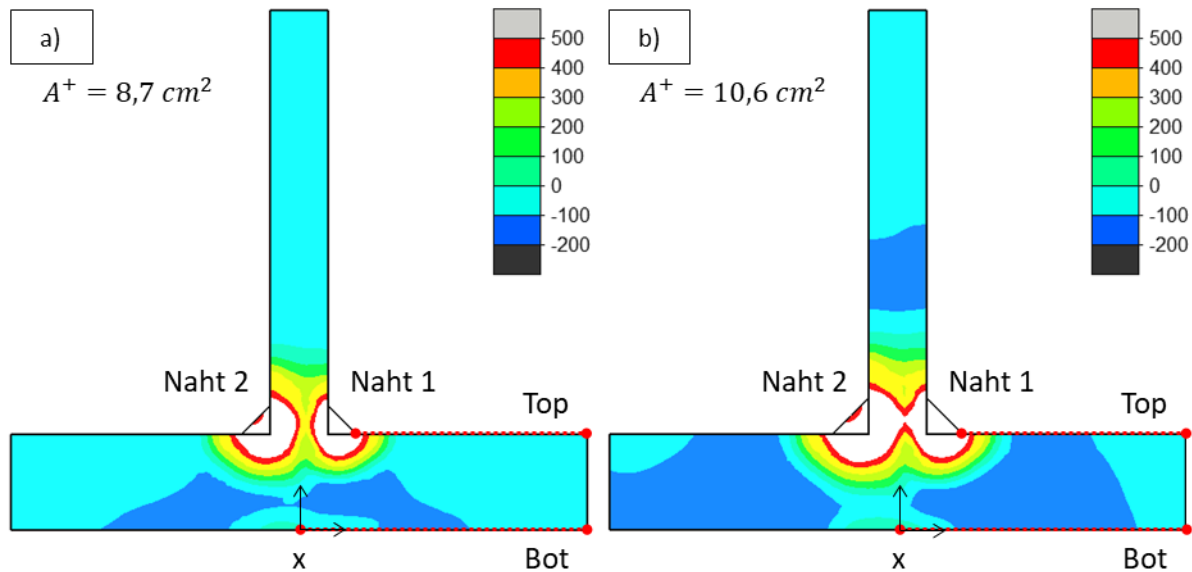 a)
A⁺ = 8,7 cm²
500
400
300
200
100
0
-100
-200
Naht 2
Naht 1
Top
x
Bot
b)
A⁺ = 10,6 cm²
500
400
300
200
100
0
-100
-200
Naht 2
Naht 1
Top
x
Bot